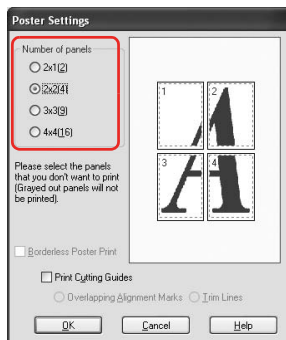 Poster Settings
Number of panels
2x1(2)
2x2(4)
3x3(9)
4x4(16)
1
2
3
4
Please select the panels
that you don't want to print
(Grayed out panels will not
be printed).
Borderless Poster Print
Print Cutting Guides
Overlapping Alignment Marks
Trim Lines
OK
Cancel
Help